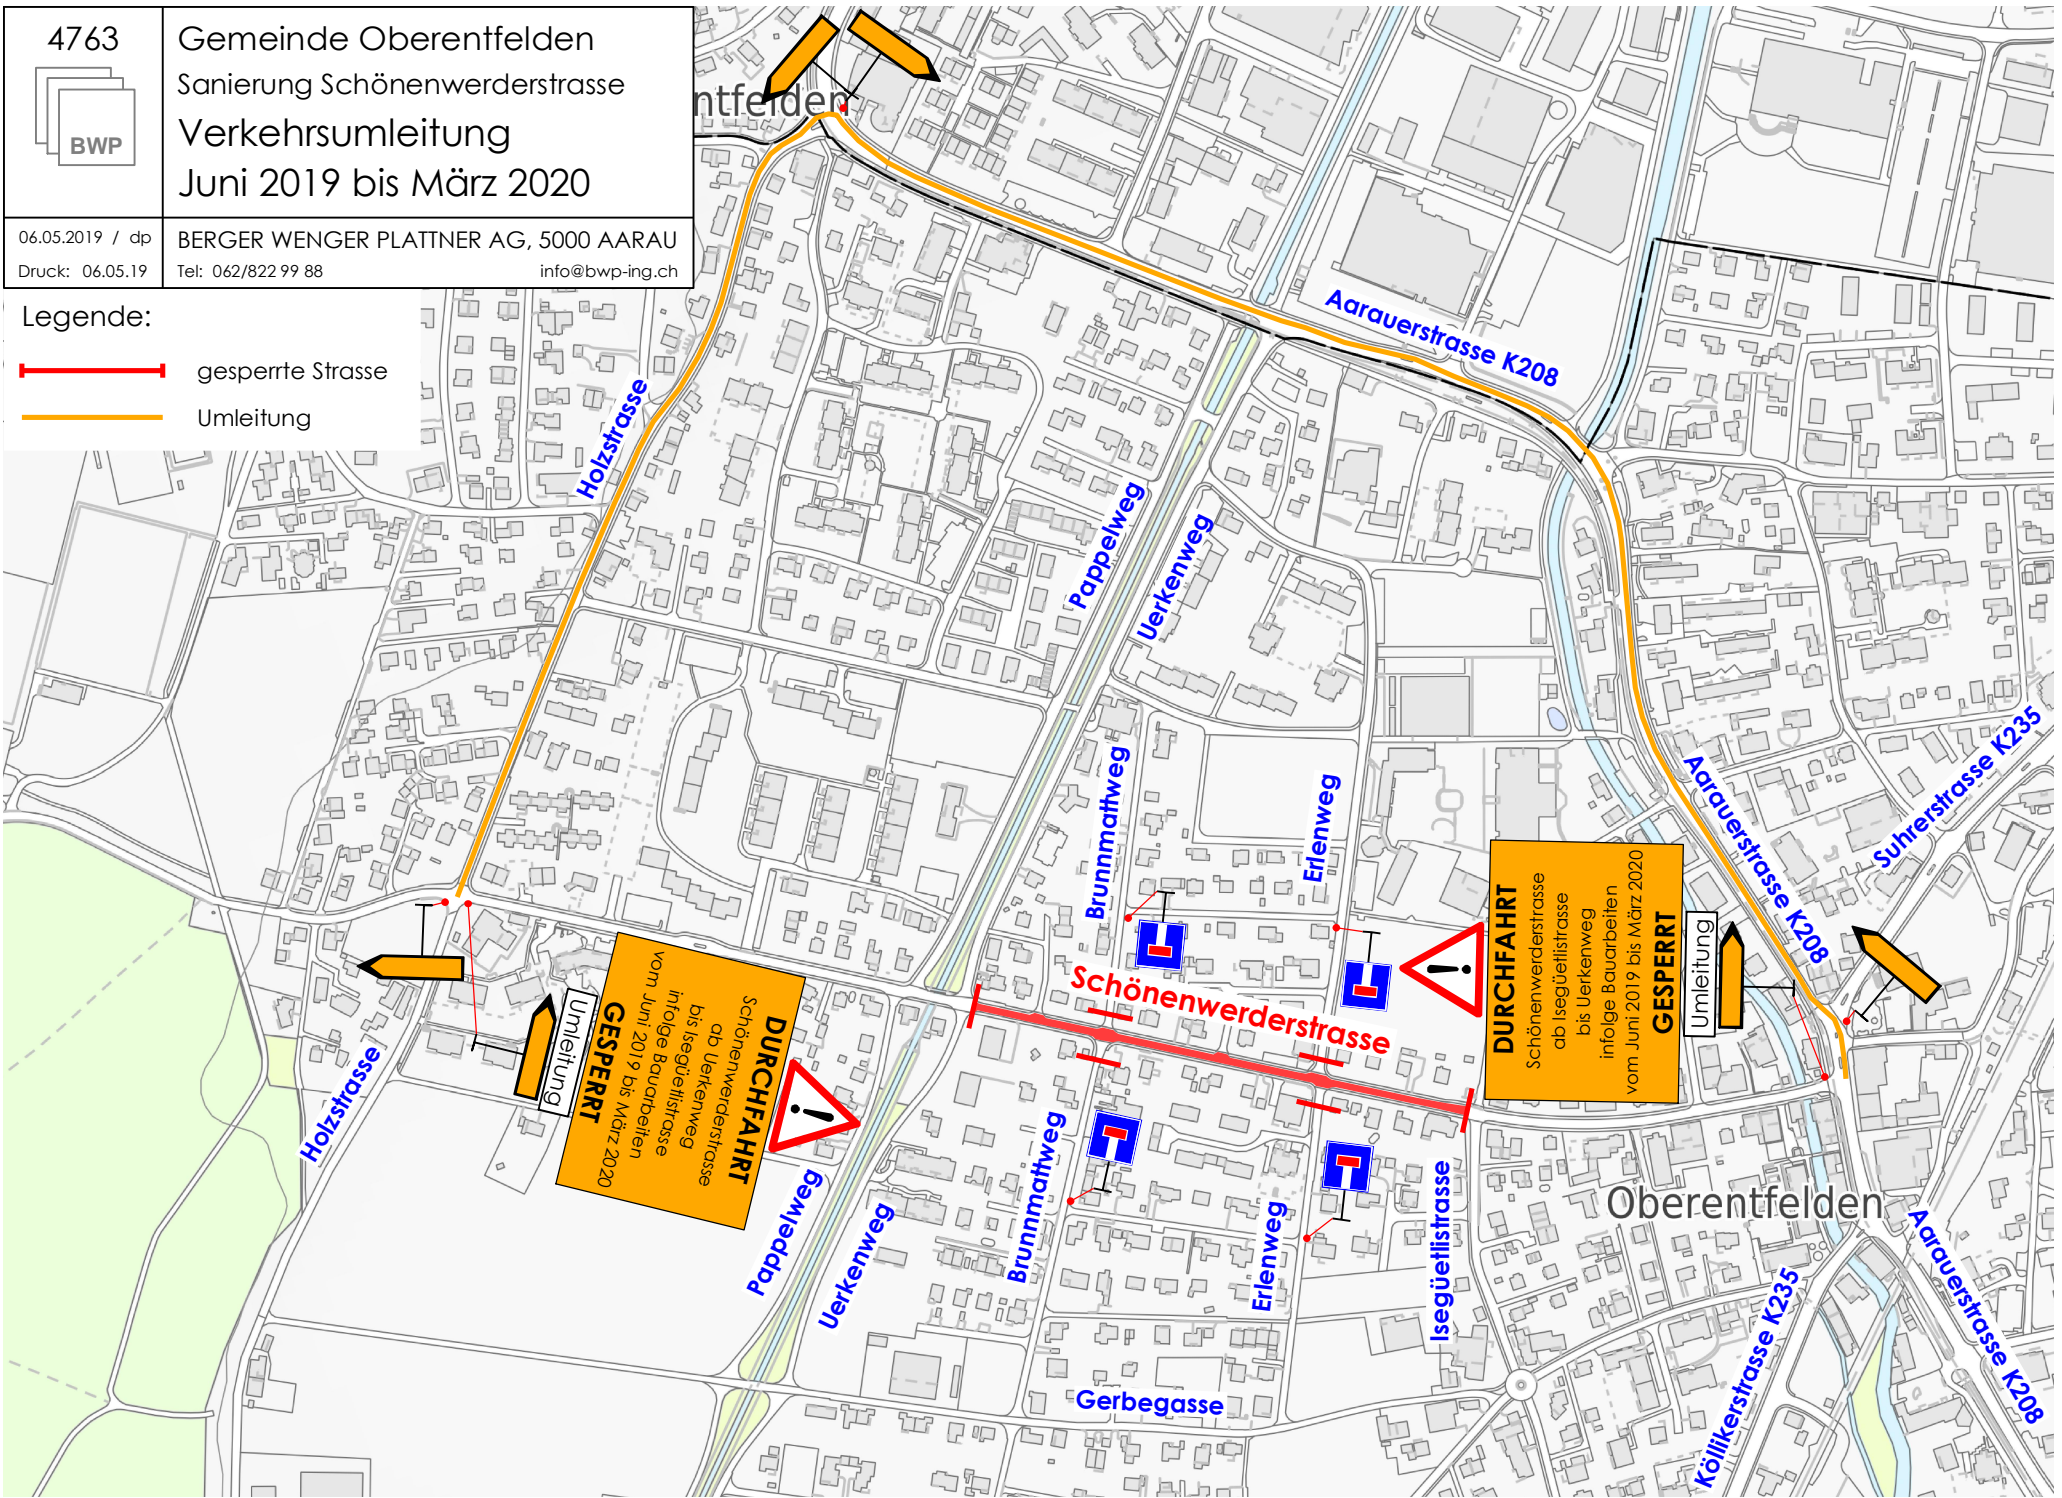 4763
BWP
Gemeinde Oberentfelden
Sanierung Schönenwerderstrasse
Verkehrsumleitung
Juni 2019 bis März 2020
06.05.2019 / dp
Druck: 06.05.19
BERGER WENGER PLATTNER AG, 5000 AARAU
Tel: 062/822 99 88
info@bwp-ing.ch
Legende:
gesperrte Strasse
Umleitung
ntfelden
Aarauerstrasse K208
Holzstrasse
Pappelweg
Uerkenweg
Brunnmattweg
Erlenweg
Aarauerstrasse K208
Suhrerstrasse K235
Schönenwerderstrasse
DURCHFAHRT
Schönenwerderstrasse
ab Isegüetlistrasse
bis Uerkenweg
infolge Bauarbeiten
vom Juni 2019 bis März 2020
GESPERRT
Umleitung
DURCHFAHRT
Schönenwerderstrasse
ab Uerkenweg
bis Isegüetlistrasse
infolge Bauarbeiten
vom Juni 2019 bis März 2020
GESPERRT
Umleitung
Holzstrasse
Pappelweg
Uerkenweg
Brunnmattweg
Erlenweg
Isegüetlistrasse
Oberentfelden
Aarauerstrasse K208
Köllikerstrasse K235
Gerbegasse